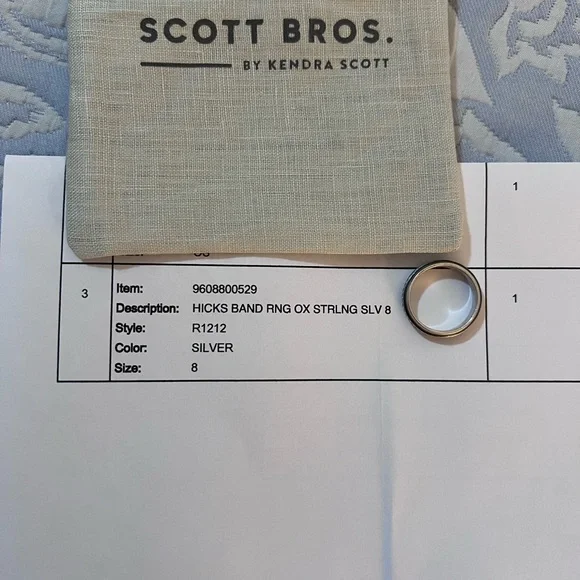 SCOTT BROS.
BY KENDRA SCOTT
1
3
Item: 9608800529
Description: HICKS BAND RNG OX STRLNG SLV 8
Style: R1212
Color: SILVER
Size: 8
1